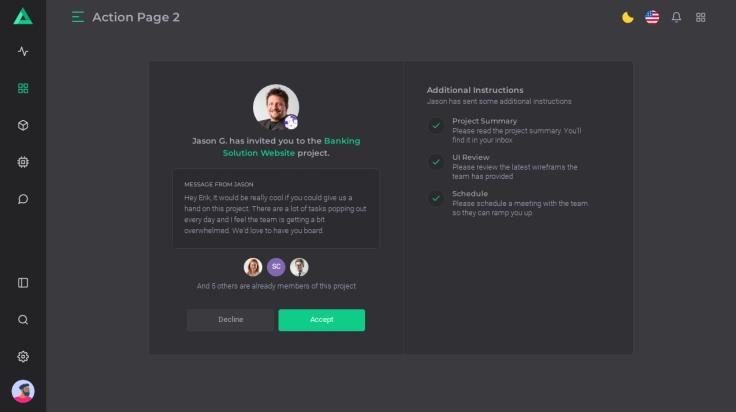 Action Page 2
Jason G. has invited you to the Banking
Solution Website project.
MESSAGE FROM JASON
Hey Erik, it would be really cool if you could give us a
hand on this project. There are a lot of tasks popping out
every day and I feel the team is getting a bit
overwhelmed. We'd love to have you board.
SC
And 5 others are already members of this project
Decline
Accept
Additional Instructions
Jason has sent some additional instructions
Project Summary
Please read the project summary. You'll
find it in your inbox
UI Review
Please review the latest wireframes the
team has provided
Schedule
Please schedule a meeting with the team
so they can ramp you up